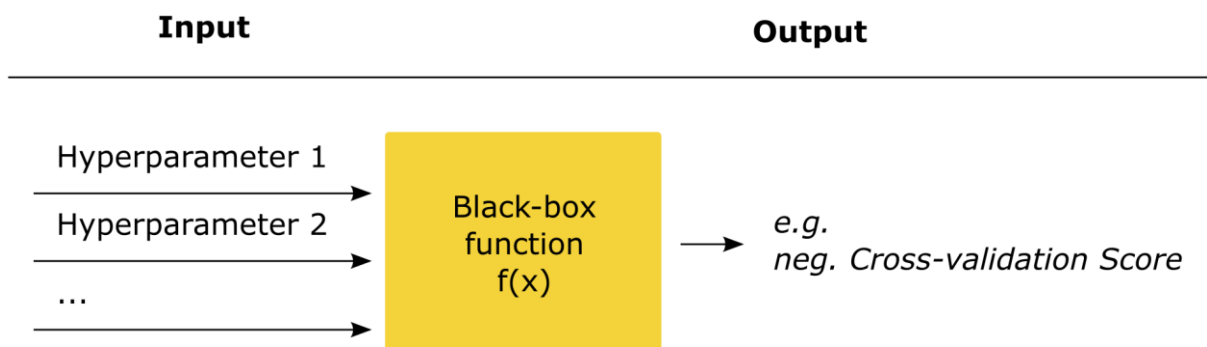 Input
Output
Hyperparameter 1
Hyperparameter 2
...
Black-box
function
f(x)
e.g.
neg. Cross-validation Score